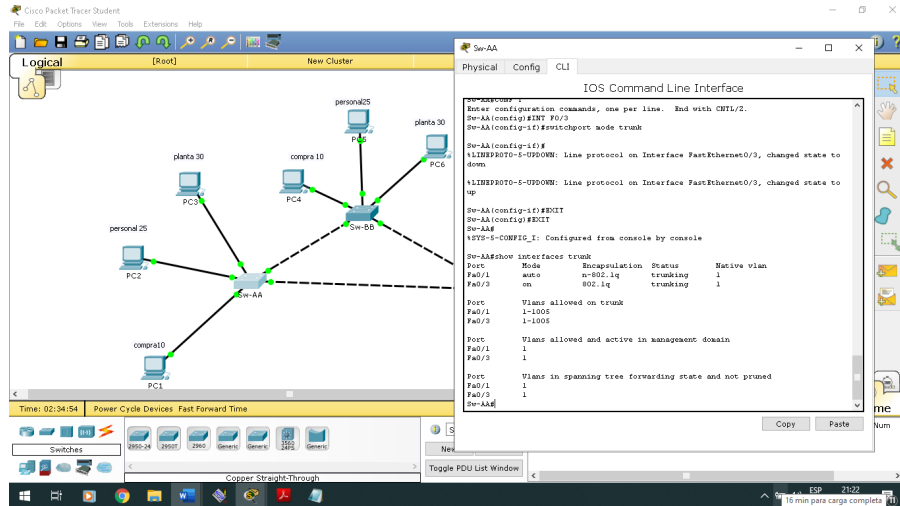 Cisco Packet Tracer Student
File Edit Options View Tools Extensions Help
Logical [Root] New Cluster
personal25
PC5
planta 30
PC6
planta 30
PC3
compra 10
PC4
Sw-BB
personal 25
PC2
Sw-AA
compra10
PC1
Time: 02:34:54 Power Cycle Devices Fast Forward Time
Switches
2950-24 2950T 2960 Generic Generic 3560 24PS Generic
Copper Straight-Through
New
Toggle PDU List Window
Num
Sw-AA
Physical Config CLI
IOS Command Line Interface
Enter configuration commands, one per line. End with CNTL/Z.
Sw-AA(config)#INT F0/3
Sw-AA(config-if)#switchport mode trunk
Sw-AA(config-if)#
%LINEPROTO-5-UPDOWN: Line protocol on Interface FastEthernet0/3, changed state to
down
%LINEPROTO-5-UPDOWN: Line protocol on Interface FastEthernet0/3, changed state to
up
Sw-AA(config-if)#EXIT
Sw-AA(config)#EXIT
Sw-AA#
%SYS-5-CONFIG_I: Configured from console by console
Sw-AA#show interfaces trunk
Port Mode Encapsulation Status Native vlan
Fa0/1 auto n-802.1q trunking 1
Fa0/3 on 802.1q trunking 1
Port Vlans allowed on trunk
Fa0/1 1-1005
Fa0/3 1-1005
Port Vlans allowed and active in management domain
Fa0/1 1
Fa0/3 1
Port Vlans in spanning tree forwarding state and not pruned
Fa0/1 1
Fa0/3 1
Sw-AA#
Copy Paste
ESP 21:22
16 min para carga completa